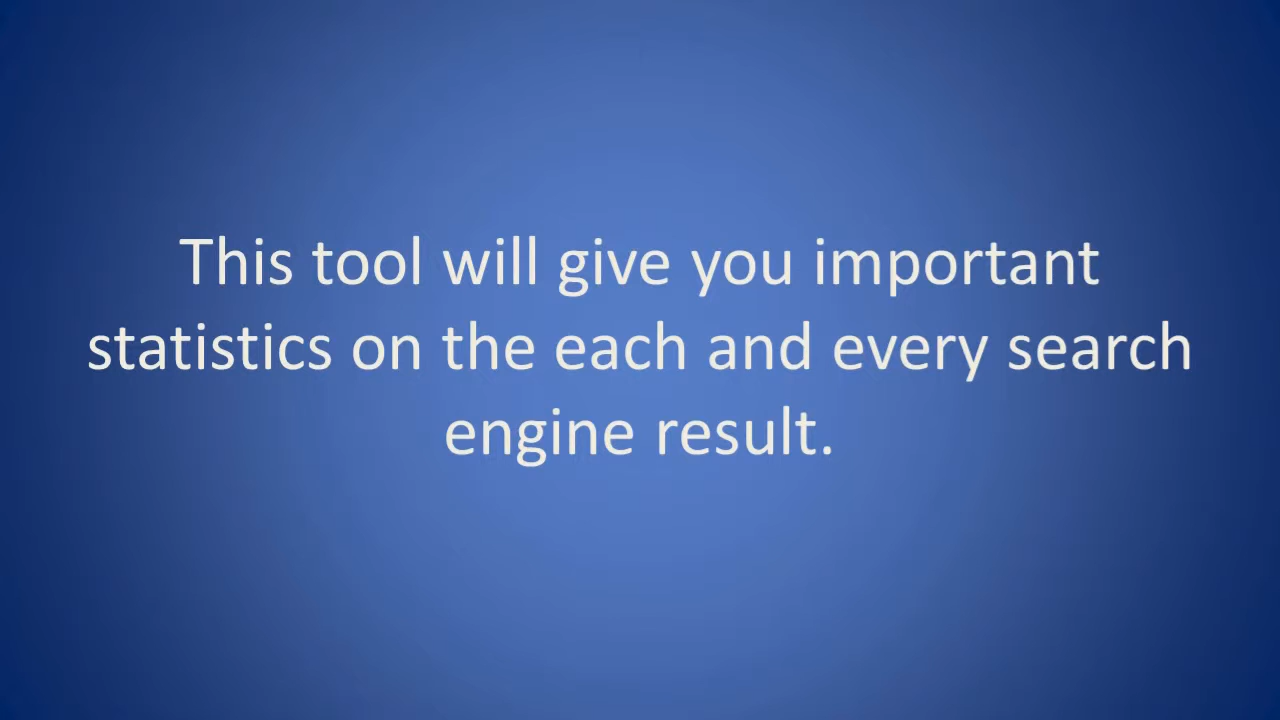 This tool will give you important
statistics on the each and every search
engine result.